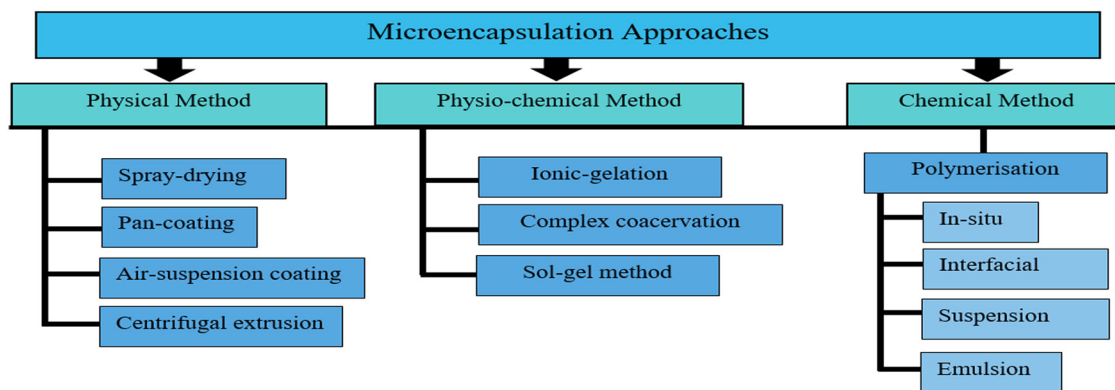 Microencapsulation Approaches
Physical Method
Spray-drying
Pan-coating
Air-suspension coating
Centrifugal extrusion
Physio-chemical Method
Ionic-gelation
Complex coacervation
Sol-gel method
Chemical Method
Polymerisation
In-situ
Interfacial
Suspension
Emulsion